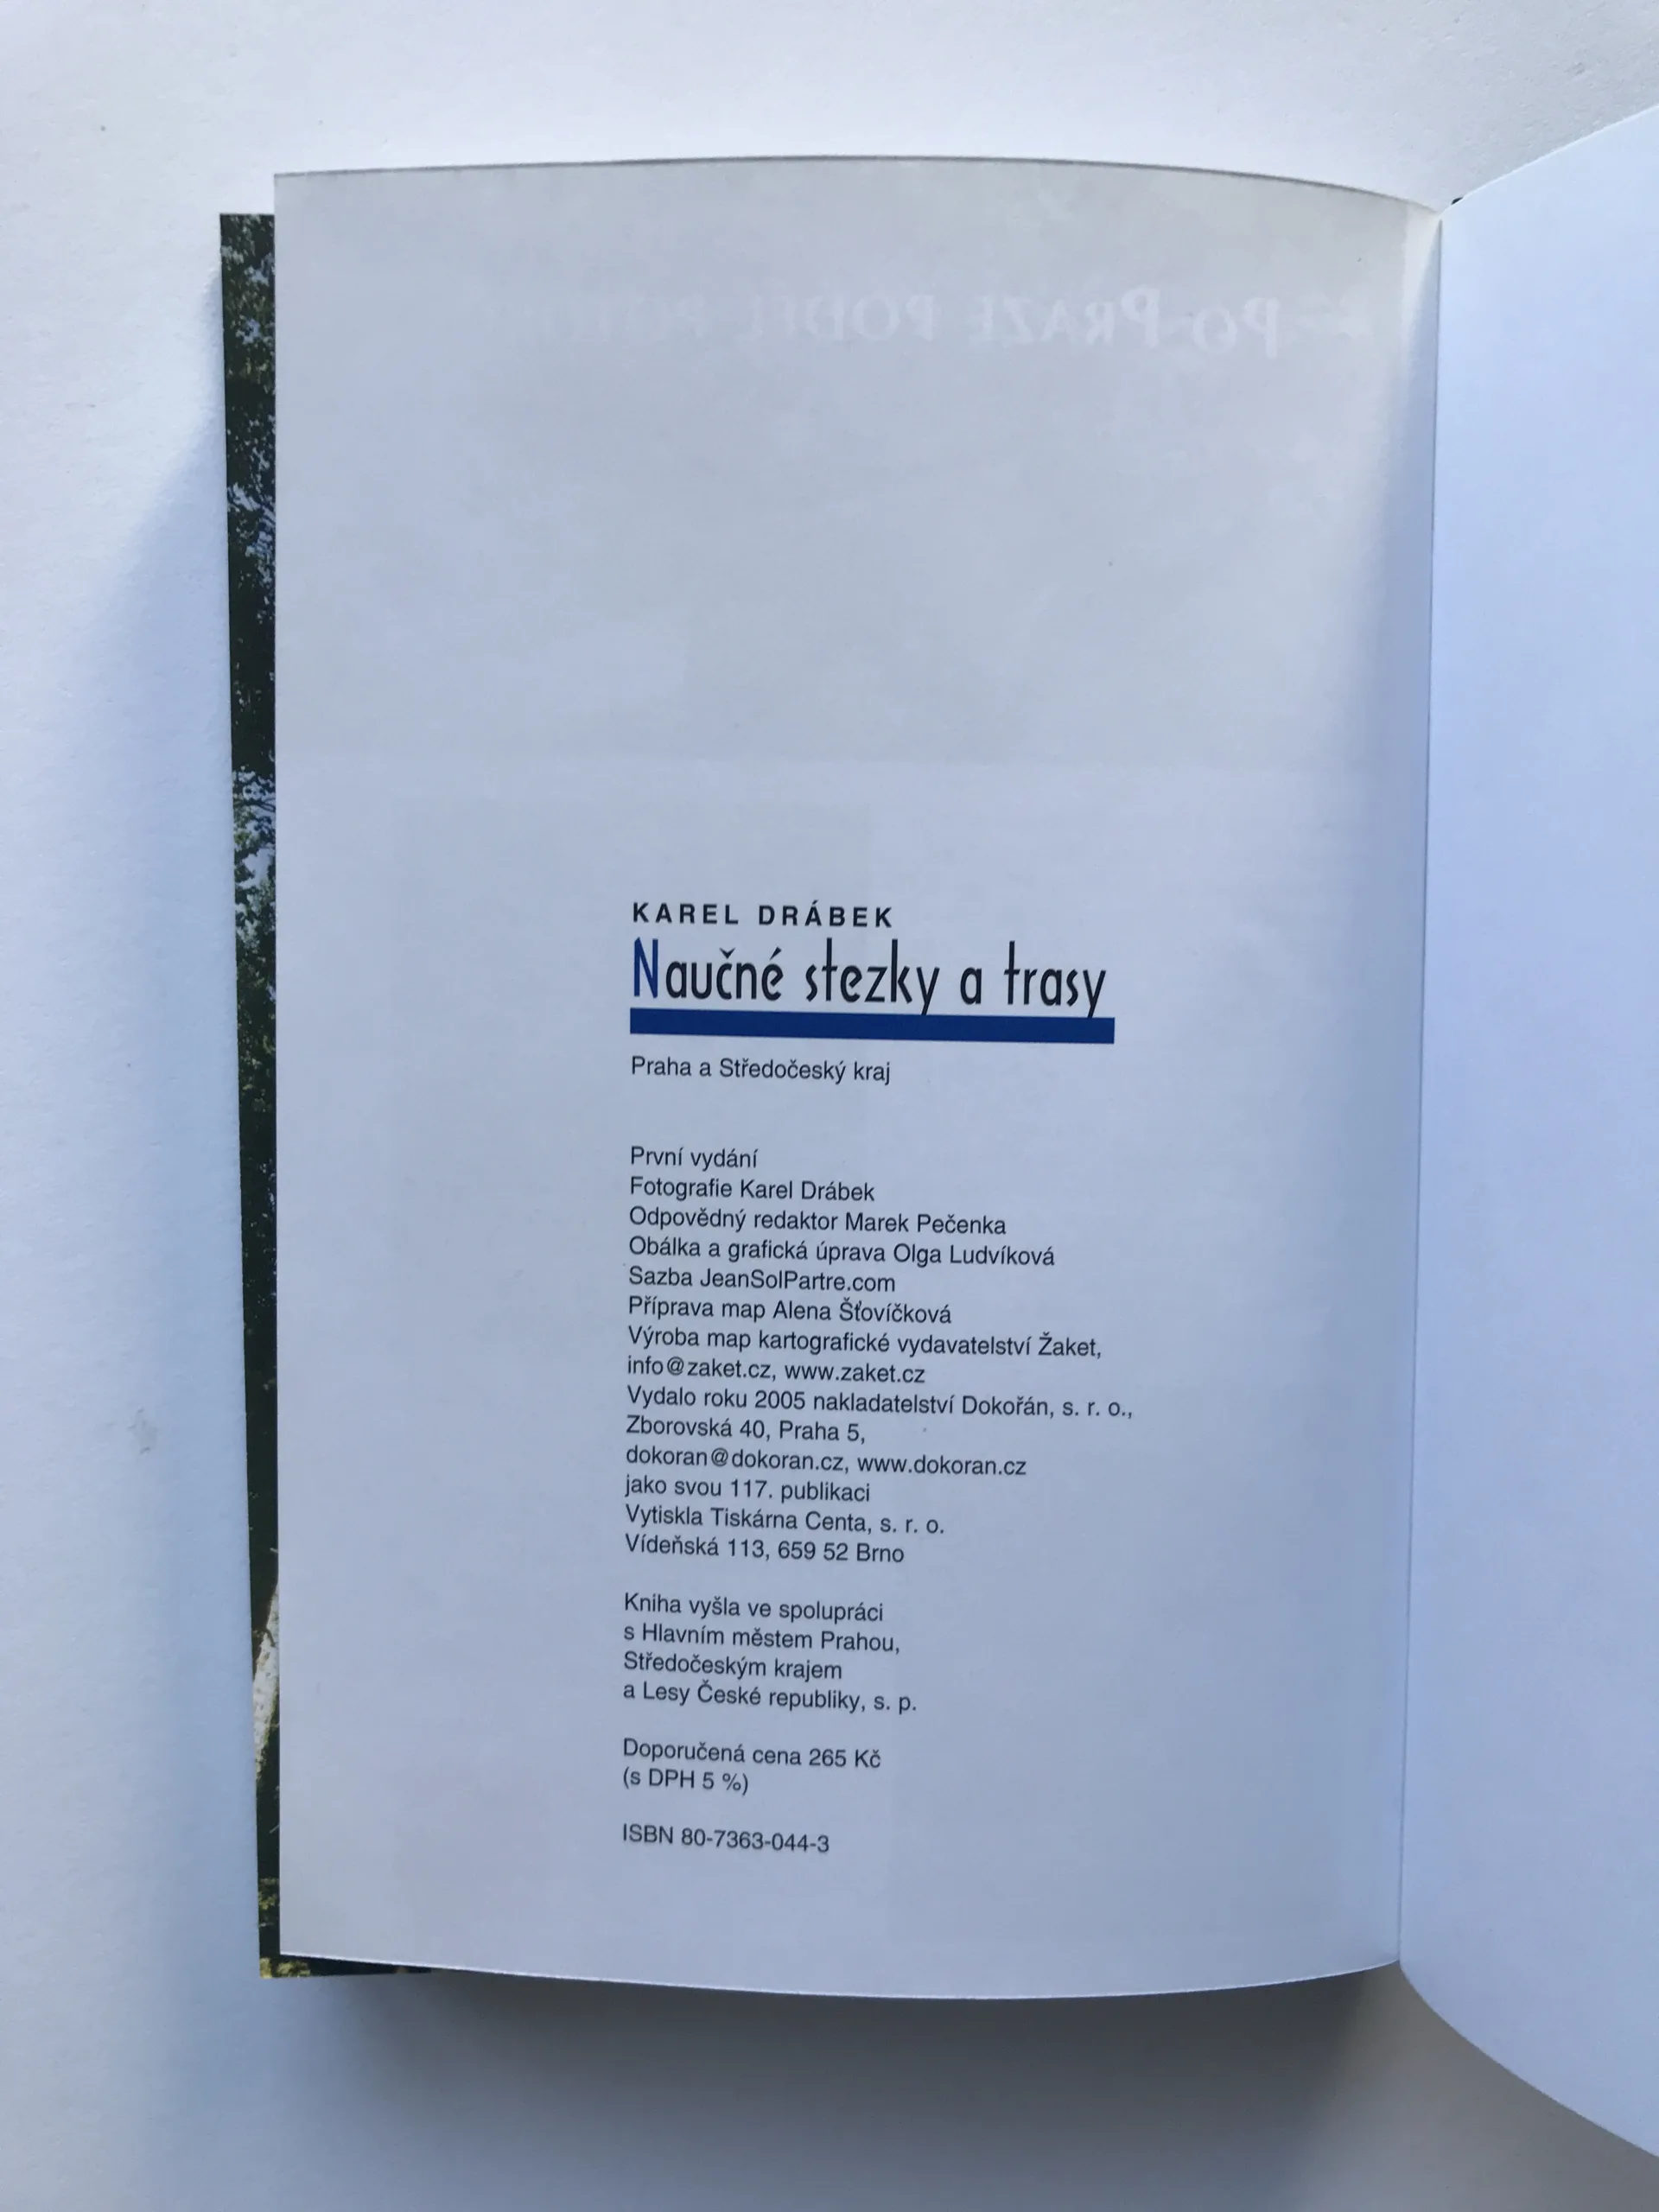 KAREL DRÁBEK
Naučné stezky a trasy
Praha a Středočeský kraj
První vydání
Fotografie Karel Drábek
Odpovědný redaktor Marek Pečenka
Obálka a grafická úprava Olga Ludvíková
Sazba JeanSolPartre.com
Příprava map Alena Šťovíčková
Výroba map kartografické vydavatelství Žaket,
info@zaket.cz, www.zaket.cz
Vydalo roku 2005 nakladatelství Dokořán, s. r. o.,
Zborovská 40, Praha 5,
dokoran@dokoran.cz, www.dokoran.cz
jako svou 117. publikaci
Vytiskla Tiskárna Centa, s. r. o.
Vídeňská 113, 659 52 Brno
Kniha vyšla ve spolupráci
s Hlavním městem Prahou,
Středočeským krajem
a Lesy České republiky, s. p.
Doporučená cena 265 Kč
(s DPH 5 %)
ISBN 80-7363-044-3